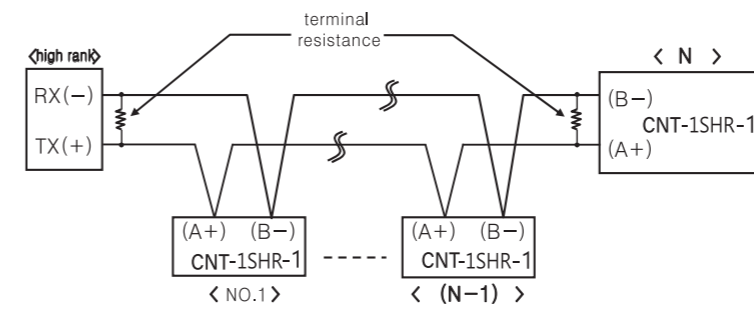 terminal
resistance
<high rank>
RX(−)
TX(+)
< N >
(B−)
CNT-1SHR-1
(A+)
(A+) (B−)
CNT-1SHR-1
< NO.1 >
(A+) (B−)
CNT-1SHR-1
< (N−1) >